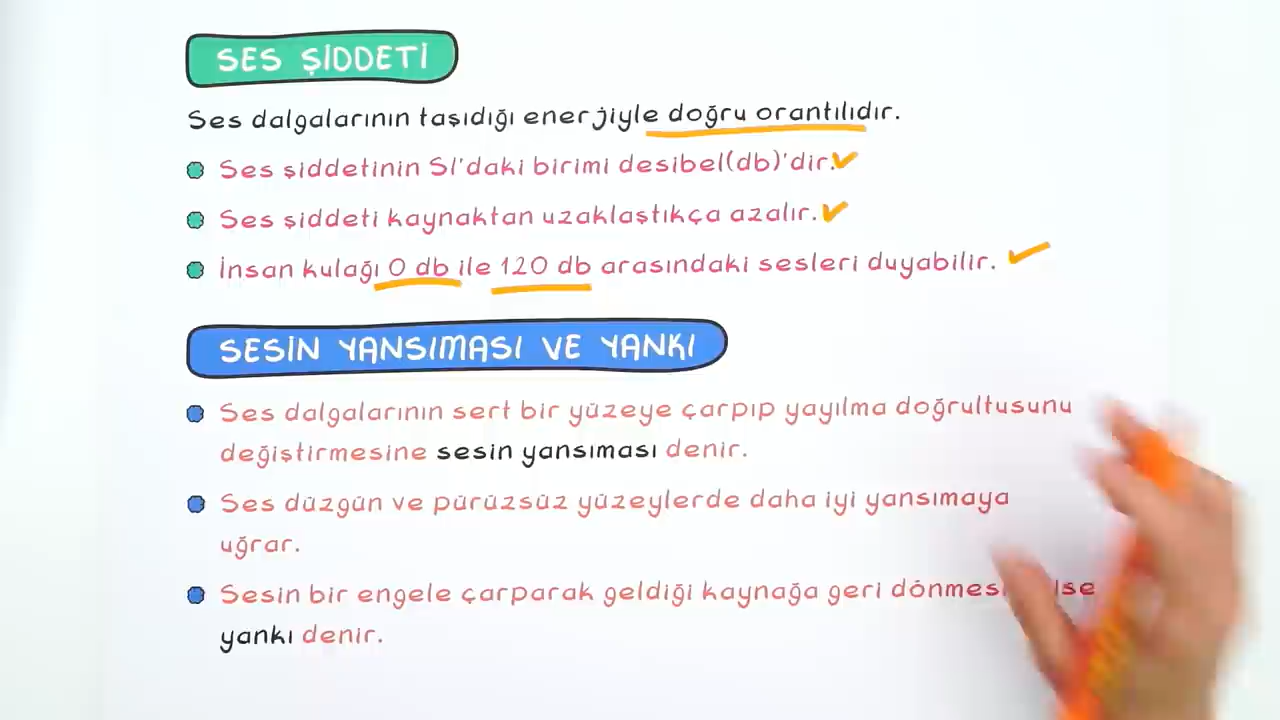 SES ŞİDDETİ
Ses dalgalarının taşıdığı enerjiyle doğru orantılıdır.
Ses şiddetinin SI'daki birimi desibel(db)'dir.
Ses şiddeti kaynaktan uzaklaştıkça azalır.
İnsan kulağı 0 db ile 120 db arasındaki sesleri duyabilir.
SESİN YANSIMASI VE YANKI
Ses dalgalarının sert bir yüzeye çarpıp yayılma doğrultusunu
değiştirmesine sesin yansıması denir.
Ses düzgün ve pürüzsüz yüzeylerde daha iyi yansımaya
uğrar.
Sesin bir engele çarparak geldiği kaynağa geri
yankı denir.